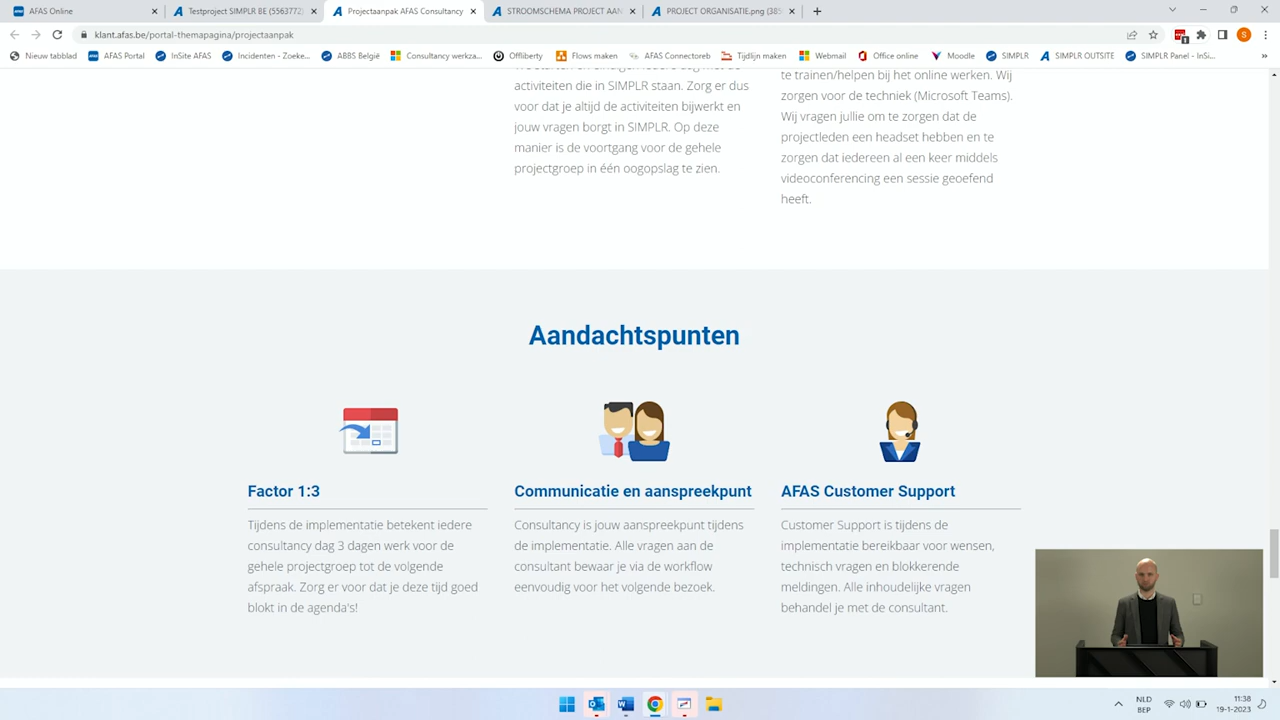 AFAS Online
Testproject SIMPLR BE (5563772)
Projectaanpak AFAS Consultancy
STROOMSCHEMA PROJECT AAN
PROJECT ORGANISATIE.png (385
klant.afas.be/portal-themapagina/projectaanpak
Nieuw tabblad
AFAS Portal
InSite AFAS
Incidenten - Zoeke...
ABBS België
Consultancy werkza...
Offliberty
Flows maken
AFAS Connectoreb
Tijdlijn maken
Webmail
Office online
Moodle
SIMPLR
SIMPLR OUTSITE
SIMPLR Panel - InSi...
activiteiten die in SIMPLR staan. Zorg er dus
voor dat je altijd de activiteiten bijwerkt en
jouw vragen borgt in SIMPLR. Op deze
manier is de voortgang voor de gehele
projectgroep in één oogopslag te zien.
te trainen/helpen bij het online werken. Wij
zorgen voor de techniek (Microsoft Teams).
Wij vragen jullie om te zorgen dat de
projectleden een headset hebben en te
zorgen dat iedereen al een keer middels
videoconferencing een sessie geoefend
heeft.
Aandachtspunten
Factor 1:3
Tijdens de implementatie betekent iedere
consultancy dag 3 dagen werk voor de
gehele projectgroep tot de volgende
afspraak. Zorg er voor dat je deze tijd goed
blokt in de agenda's!
Communicatie en aanspreekpunt
Consultancy is jouw aanspreekpunt tijdens
de implementatie. Alle vragen aan de
consultant bewaar je via de workflow
eenvoudig voor het volgende bezoek.
AFAS Customer Support
Customer Support is tijdens de
implementatie bereikbaar voor wensen,
technisch vragen en blokkerende
meldingen. Alle inhoudelijke vragen
behandel je met de consultant.
NLD
BEP
11:38
19-1-2023